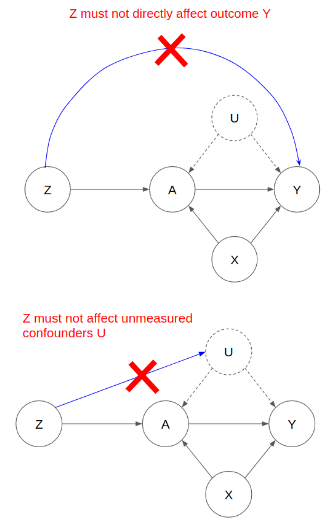 Z must not directly affect outcome Y
U
Z
A
Y
X
Z must not affect unmeasured
confounders U
U
Z
A
Y
X